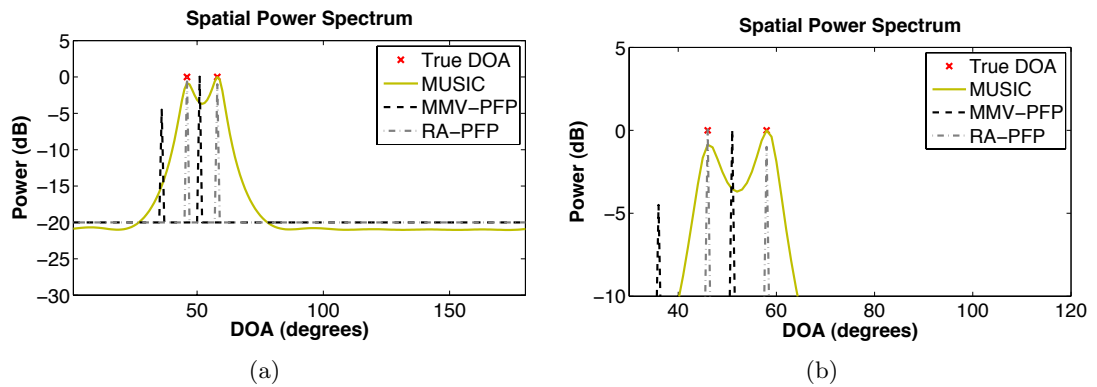 Spatial Power Spectrum
5
0
−5
−10
−15
−20
−25
−30
Power (dB)
50
100
150
DOA (degrees)
True DOA
MUSIC
MMV−PFP
RA−PFP
(a)
Spatial Power Spectrum
5
0
−5
−10
Power (dB)
40
60
80
100
120
DOA (degrees)
True DOA
MUSIC
MMV−PFP
RA−PFP
(b)